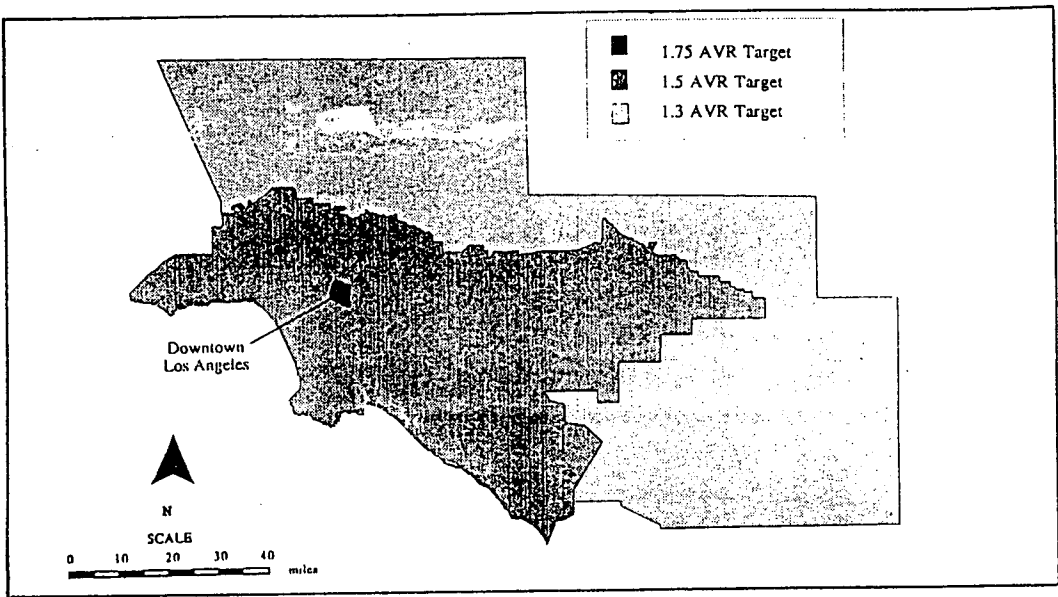 1.75 AVR Target
1.5 AVR Target
1.3 AVR Target
Downtown
Los Angeles
N
SCALE
0 10 20 30 40
miles